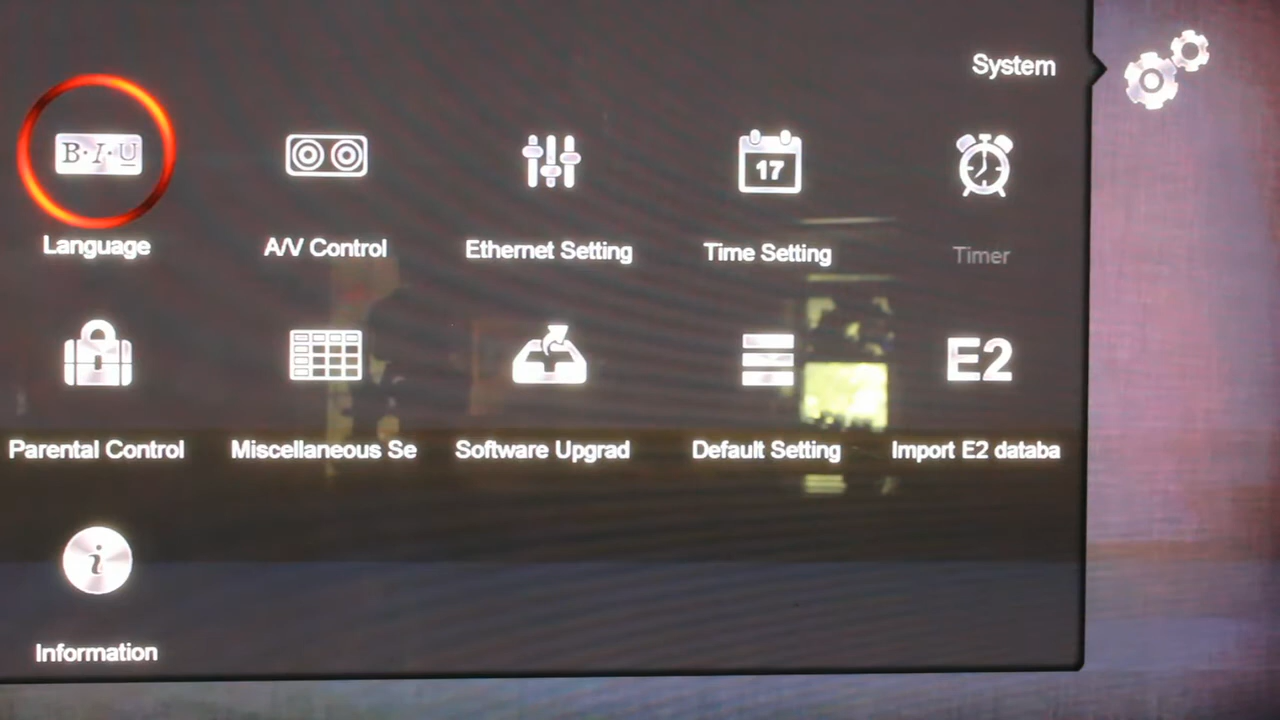 System
B·I·U
17
Language
A/V Control
Ethernet Setting
Time Setting
Timer
E2
Parental Control
Miscellaneous Se
Software Upgrad
Default Setting
Import E2 databa
i
Information